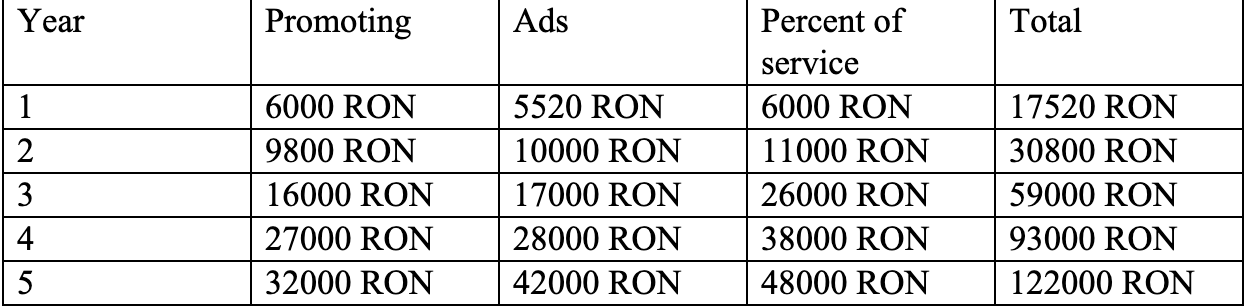 Year Promoting Ads Percent of service Total
1 6000 RON 5520 RON 6000 RON 17520 RON
2 9800 RON 10000 RON 11000 RON 30800 RON
3 16000 RON 17000 RON 26000 RON 59000 RON
4 27000 RON 28000 RON 38000 RON 93000 RON
5 32000 RON 42000 RON 48000 RON 122000 RON